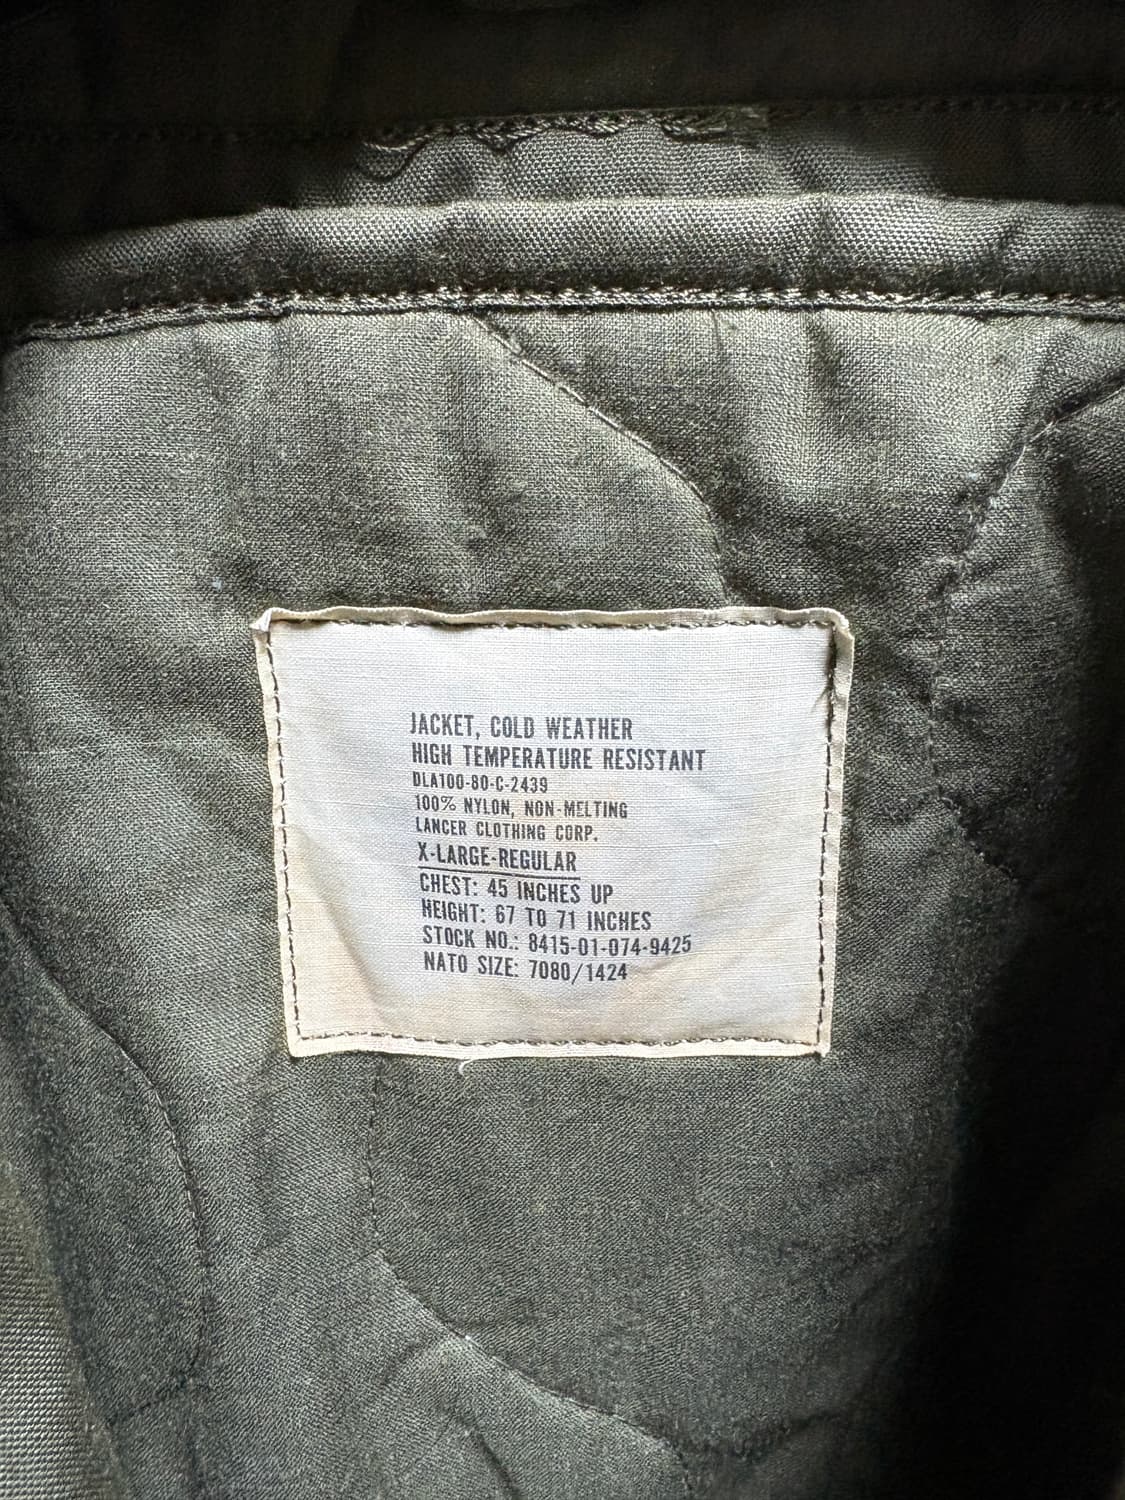 JACKET, COLD WEATHER
HIGH TEMPERATURE RESISTANT
DLA100-80-C-2439
100% NYLON, NON-MELTING
LANCER CLOTHING CORP.
X-LARGE-REGULAR
CHEST: 45 INCHES UP
HEIGHT: 67 TO 71 INCHES
STOCK NO.: 8415-01-074-9425
NATO SIZE: 7080/1424